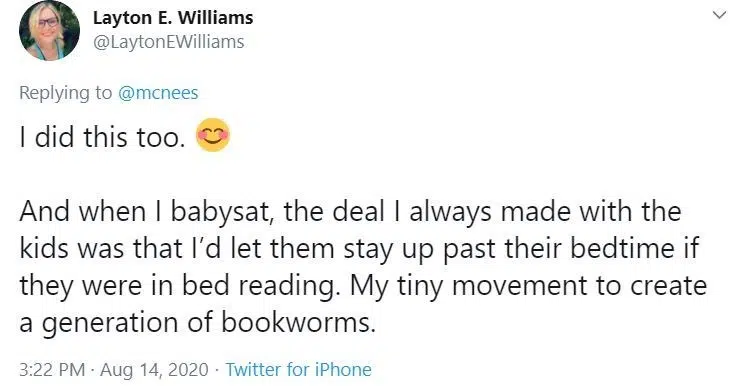 Layton E. Williams
@LaytonEWilliams
Replying to @mcnees
I did this too. 😊
And when I babysat, the deal I always made with the
kids was that I’d let them stay up past their bedtime if
they were in bed reading. My tiny movement to create
a generation of bookworms.
3:22 PM · Aug 14, 2020 · Twitter for iPhone